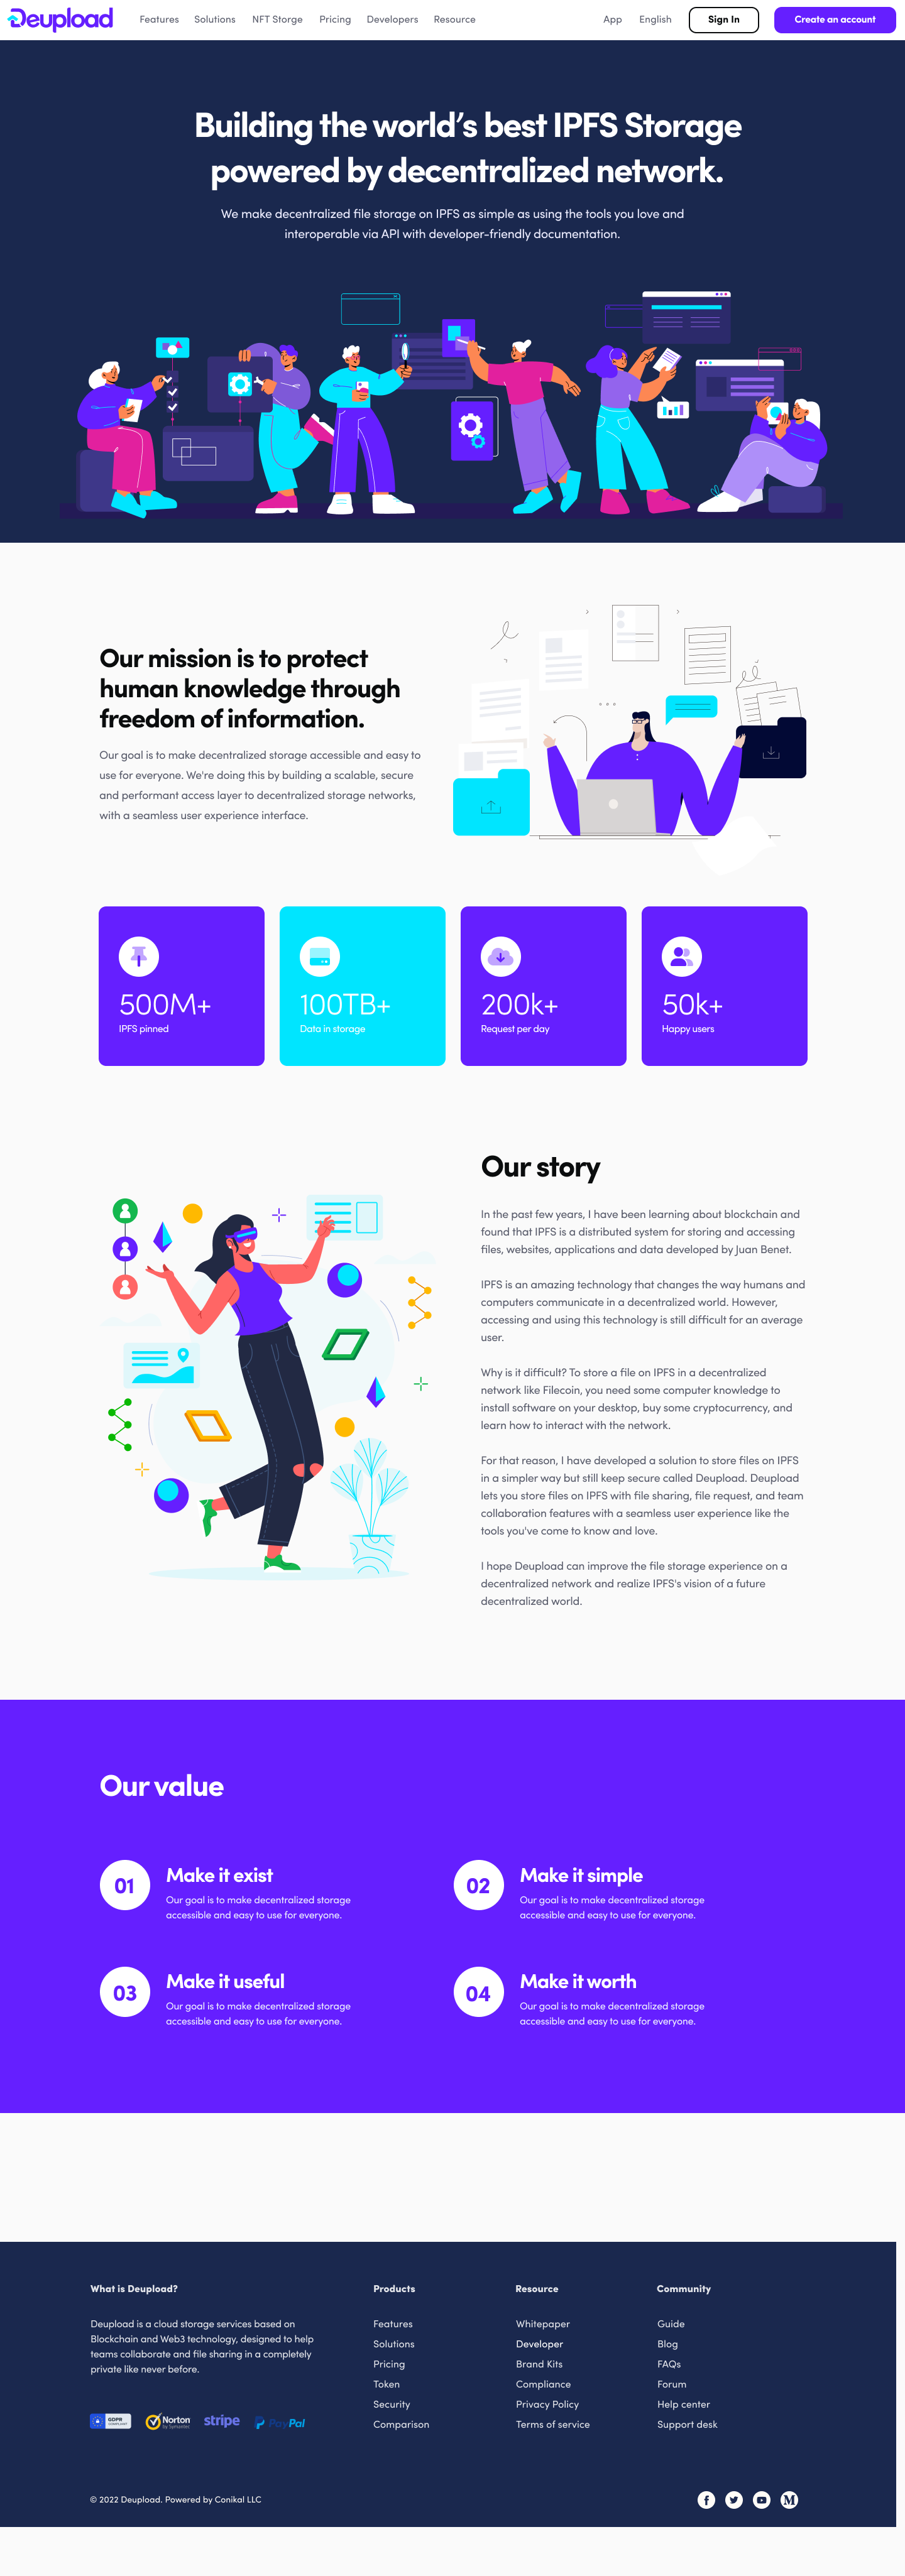 Deupload
Features
Solutions
NFT Storge
Pricing
Developers
Resource
App
English
Sign In
Create an account
Building the world's best IPFS Storage
powered by decentralized network.
We make decentralized file storage on IPFS as simple as using the tools you love and
interoperable via API with developer-friendly documentation.
Our mission is to protect
human knowledge through
freedom of information.
Our goal is to make decentralized storage accessible and easy to
use for everyone. We're doing this by building a scalable, secure
and performant access layer to decentralized storage networks,
with a seamless user experience interface.
500M+
IPFS pinned
100TB+
Data in storage
200k+
Request per day
50k+
Happy users
Our story
In the past few years, I have been learning about blockchain and
found that IPFS is a distributed system for storing and accessing
files, websites, applications and data developed by Juan Benet.
IPFS is an amazing technology that changes the way humans and
computers communicate in a decentralized world. However,
accessing and using this technology is still difficult for an average
user.
Why is it difficult? To store a file on IPFS in a decentralized
network like Filecoin, you need some computer knowledge to
install software on your desktop, buy some cryptocurrency, and
learn how to interact with the network.
For that reason, I have developed a solution to store files on IPFS
in a simpler way but still keep secure called Deupload. Deupload
lets you store files on IPFS with file sharing, file request, and team
collaboration features with a seamless user experience like the
tools you've come to know and love.
I hope Deupload can improve the file storage experience on a
decentralized network and realize IPFS's vision of a future
decentralized world.
Our value
01
Make it exist
Our goal is to make decentralized storage
accessible and easy to use for everyone.
02
Make it simple
Our goal is to make decentralized storage
accessible and easy to use for everyone.
03
Make it useful
Our goal is to make decentralized storage
accessible and easy to use for everyone.
04
Make it worth
Our goal is to make decentralized storage
accessible and easy to use for everyone.
What is Deupload?
Deupload is a cloud storage services based on
Blockchain and Web3 technology, designed to help
teams collaborate and file sharing in a completely
private like never before.
GDPR
COMPLIANT
Norton
by Symantec
stripe
PayPal
Products
Features
Solutions
Pricing
Token
Security
Comparison
Resource
Whitepaper
Developer
Brand Kits
Compliance
Privacy Policy
Terms of service
Community
Guide
Blog
FAQs
Forum
Help center
Support desk
© 2022 Deupload. Powered by Conikal LLC